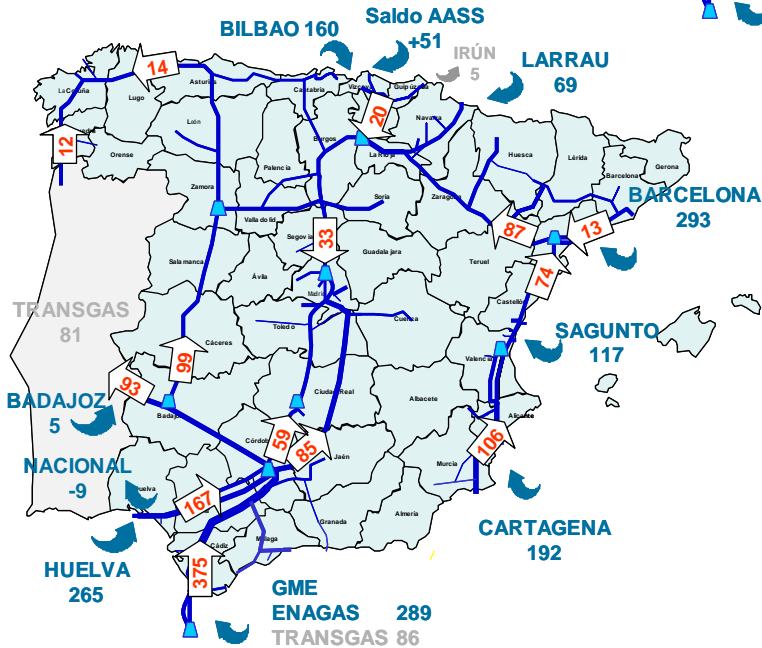 BILBAO 160
Saldo AASS
+51
IRÚN
5
LARRAU
69
14
20
12
La Coruña
Lugo
Asturias
Cantabria
Vizcaya
Guipúzcoa
Navarra
León
Burgos
La Rioja
Huesca
Lérida
Gerona
Barcelona
Orense
Palencia
Zamora
Soria
Zaragoza
BARCELONA
293
Valladolid
Segovia
33
87
13
Salamanca
Ávila
Guadalajara
Teruel
74
Madrid
Castellón
TRANSGAS
81
Toledo
Cuenca
SAGUNTO
117
Cáceres
99
Valencia
93
BADAJOZ
5
Badajoz
Ciudad Real
Albacete
Alicante
59
85
106
Córdoba
Jaén
Murcia
NACIONAL
-9
Huelva
167
Granada
Almería
CARTAGENA
192
Cádiz
Málaga
HUELVA
265
375
GME
ENAGAS 289
TRANSGAS 86